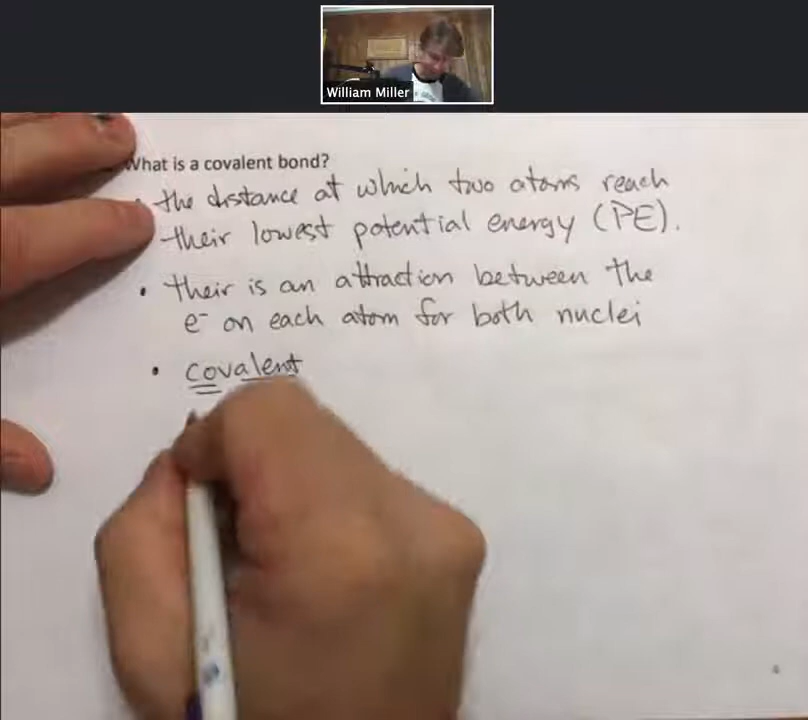 William Miller
What is a covalent bond?
• the distance at which two atoms reach
their lowest potential energy (PE).
• their is an attraction between the
e⁻ on each atom for both nuclei
• covalent